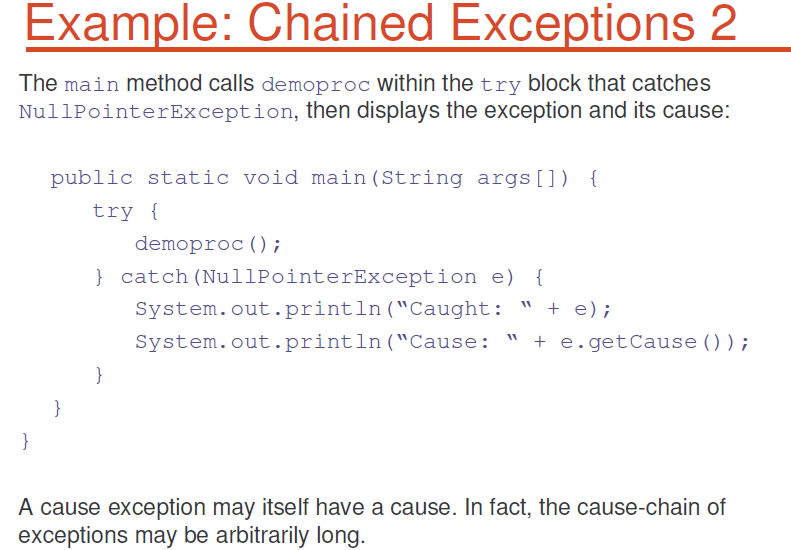 Example: Chained Exceptions 2
The main method calls demoproc within the try block that catches
NullPointerException, then displays the exception and its cause:
public static void main(String args[]) {
try {
demoproc();
} catch(NullPointerException e) {
System.out.println(“Caught: “ + e);
System.out.println(“Cause: “ + e.getCause());
}
}
}
A cause exception may itself have a cause. In fact, the cause-chain of
exceptions may be arbitrarily long.